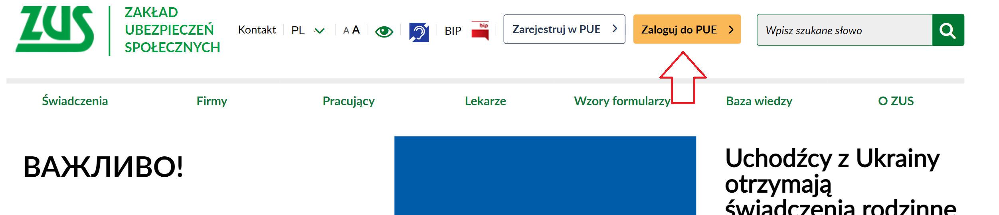 ZUS
ZAKŁAD
UBEZPIECZEŃ
SPOŁECZNYCH
Kontakt
PL
A A
BIP
bip
Zarejestruj w PUE
Zaloguj do PUE
Wpisz szukane słowo
Świadczenia
Firmy
Pracujący
Lekarze
Wzory formularzy
Baza wiedzy
O ZUS
ВАЖЛИВО!
Uchodźcy z Ukrainy
otrzymają
świadczenia rodzinne